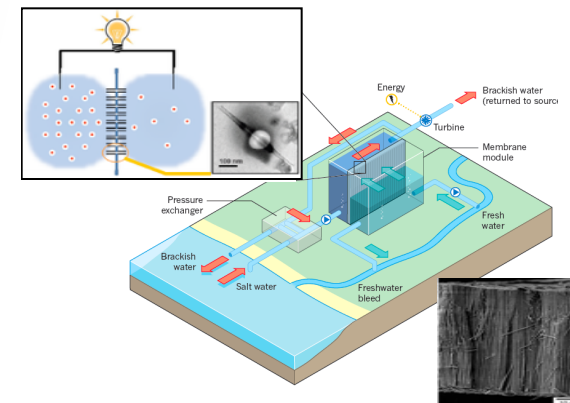 100 nm
Energy
Brackish water
(returned to source
Turbine
Membrane
module
Pressure
exchanger
Fresh
water
Brackish
water
Salt water
Freshwater
bleed